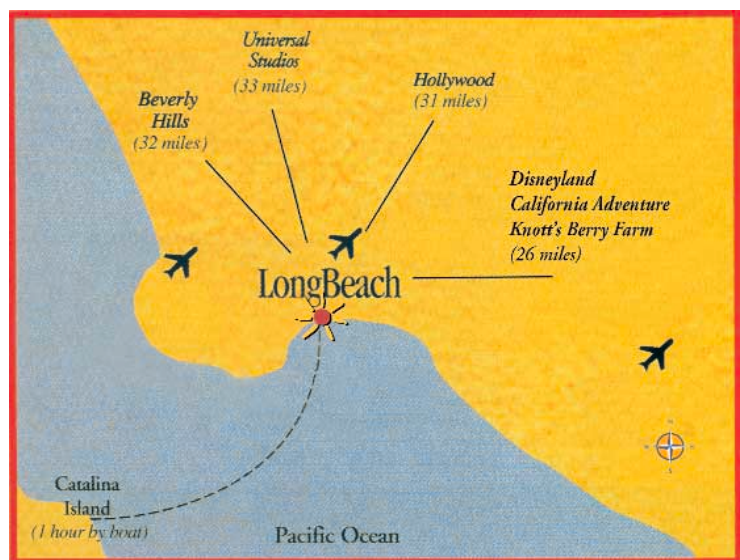 Universal
Studios
(33 miles)
Hollywood
(31 miles)
Beverly
Hills
(32 miles)
Disneyland
California Adventure
Knott's Berry Farm
(26 miles)
LongBeach
N
S
Catalina
Island
(1 hour by boat)
Pacific Ocean